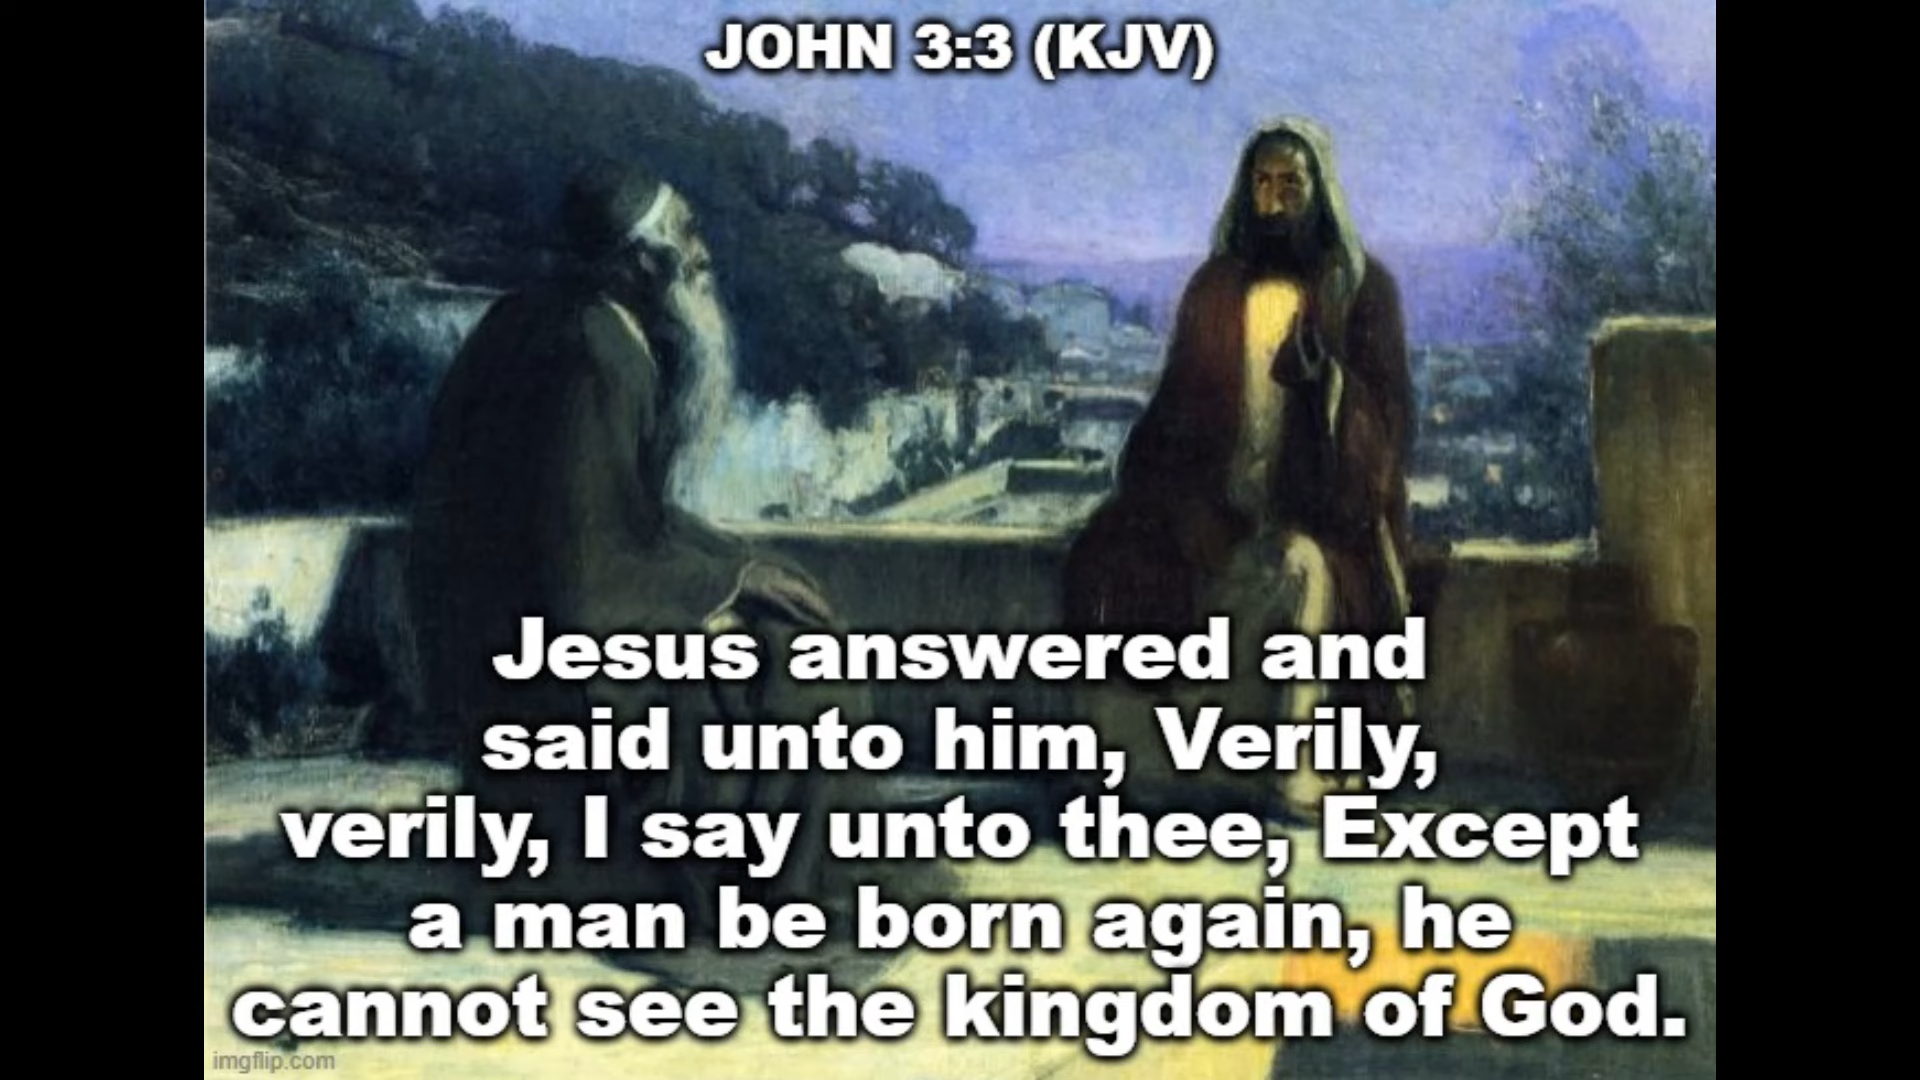 JOHN 3:3 (KJV)
Jesus answered and
said unto him, Verily,
verily, I say unto thee, Except
a man be born again, he
cannot see the kingdom of God.
imgflip.com